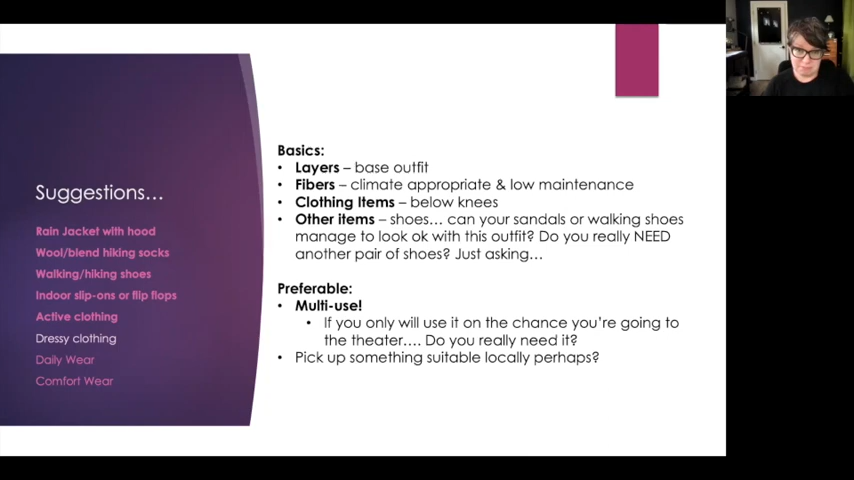 Suggestions…
Rain Jacket with hood
Wool/blend hiking socks
Walking/hiking shoes
Indoor slip-ons or flip flops
Active clothing
Dressy clothing
Daily Wear
Comfort Wear
Basics:
• Layers – base outfit
• Fibers – climate appropriate & low maintenance
• Clothing Items – below knees
• Other items – shoes… can your sandals or walking shoes
manage to look ok with this outfit? Do you really NEED
another pair of shoes? Just asking…
Preferable:
• Multi-use!
• If you only will use it on the chance you’re going to
the theater…. Do you really need it?
• Pick up something suitable locally perhaps?